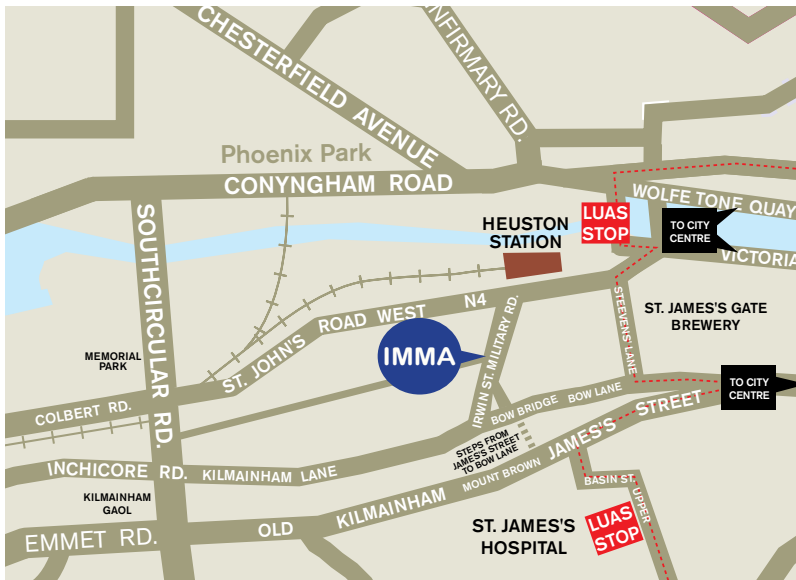 CHESTERFIELD AVENUE
NFIRMARY RD.
Phoenix Park
CONYNGHAM ROAD
WOLFE TONE QUAY
LUAS
STOP
TO CITY
CENTRE
VICTORIA
HEUSTON
STATION
SOUTHCIRCULAR RD.
ST. JOHN'S ROAD WEST N4
IRWIN ST. MILITARY RD.
STEEVENS' LANE
ST. JAMES'S GATE
BREWERY
IMMA
MEMORIAL
PARK
COLBERT RD.
TO CITY
CENTRE
BOW BRIDGE BOW LANE
JAMES'S STREET
STEPS FROM
JAMES'S STREET
TO BOW LANE
MOUNT BROWN
INCHICORE RD. KILMAINHAM LANE
KILMAINHAM
GAOL
BASIN ST. UPPER
EMMET RD.
OLD KILMAINHAM
LUAS
STOP
ST. JAMES'S
HOSPITAL